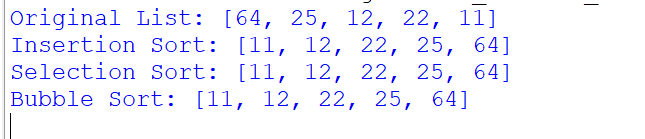 Original List: [64, 25, 12, 22, 11]
Insertion Sort: [11, 12, 22, 25, 64]
Selection Sort: [11, 12, 22, 25, 64]
Bubble Sort: [11, 12, 22, 25, 64]